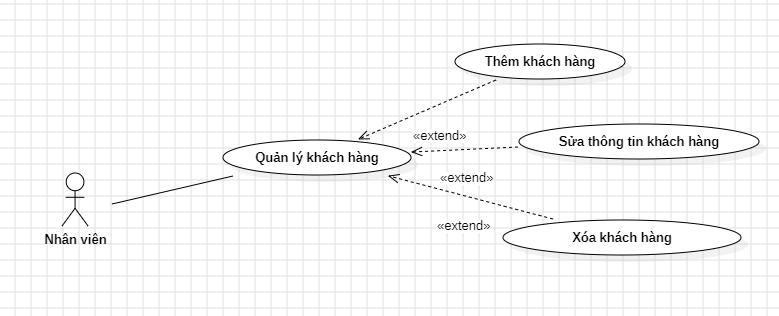 Thêm khách hàng
«extend»
Sửa thông tin khách hàng
Quản lý khách hàng
«extend»
Nhân viên
«extend»
Xóa khách hàng